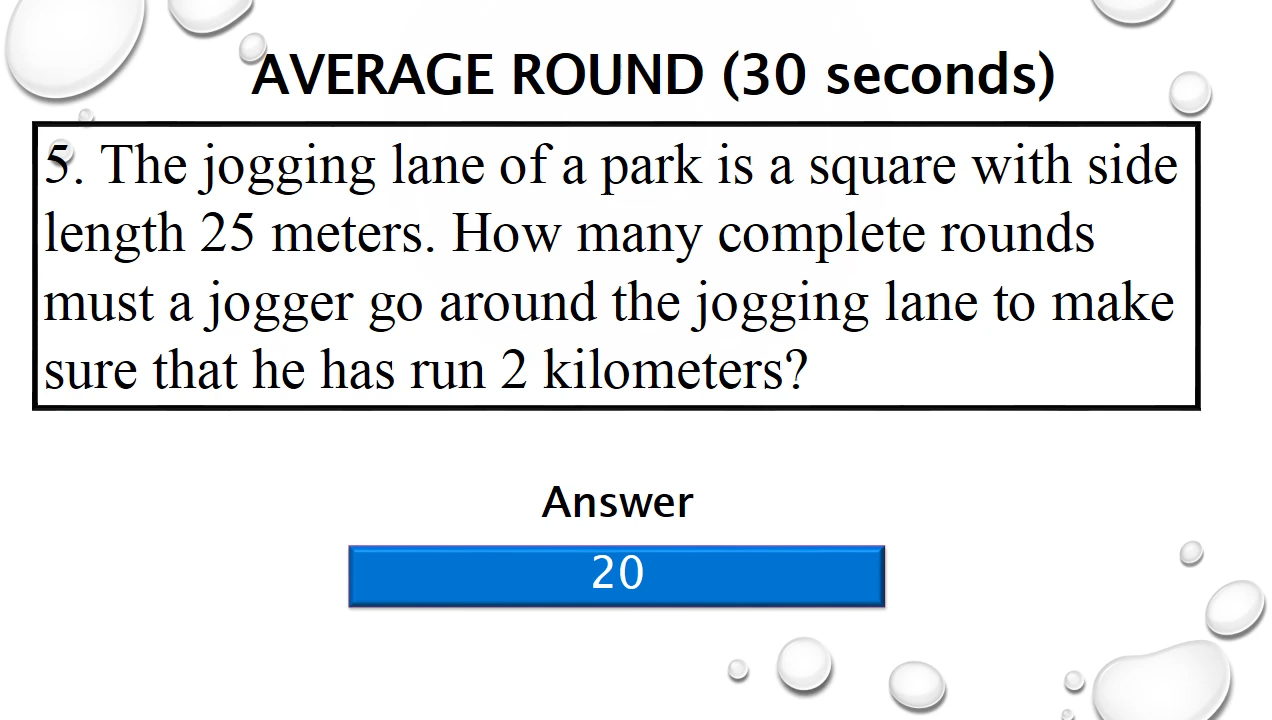 AVERAGE ROUND (30 seconds)
5. The jogging lane of a park is a square with side
length 25 meters. How many complete rounds
must a jogger go around the jogging lane to make
sure that he has run 2 kilometers?
Answer
20